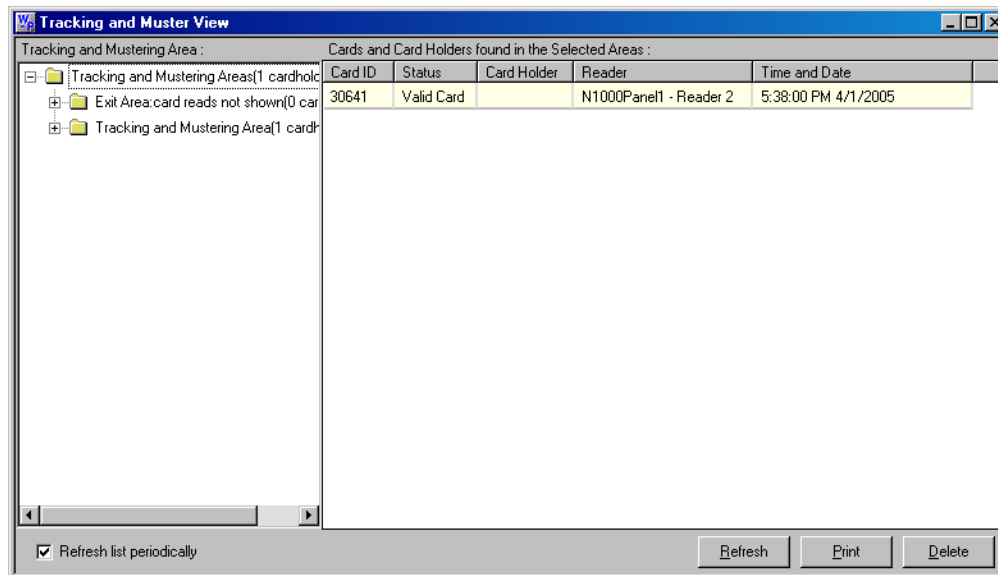 Tracking and Muster View
Tracking and Mustering Area :
Cards and Card Holders found in the Selected Areas :
Tracking and Mustering Areas(1 cardholc
Exit Area:card reads not shown(0 car
Tracking and Mustering Area(1 cardh
Card ID Status Card Holder Reader Time and Date
30641 Valid Card N1000Panel1 - Reader 2 5:38:00 PM 4/1/2005
Refresh list periodically
Refresh Print Delete